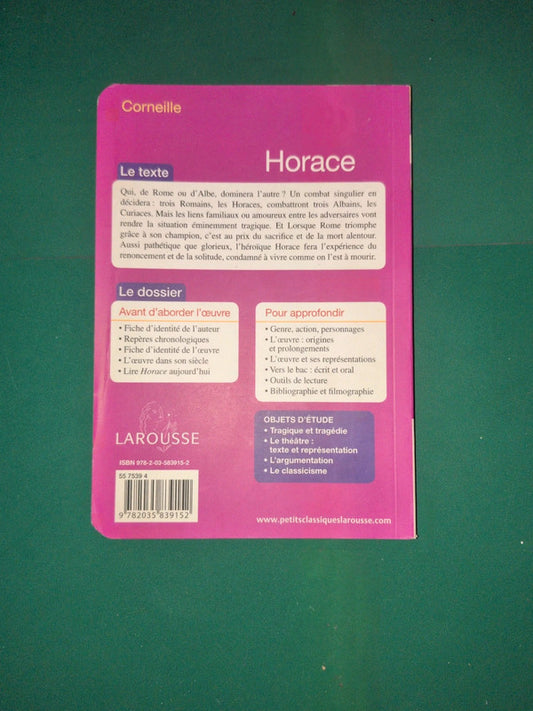 Corneille
Horace
Le texte
Qui, de Rome ou d'Albe, dominera l'autre ? Un combat singulier en
décidera : trois Romains, les Horaces, combattront trois Albains, les
Curiaces. Mais les liens familiaux ou amoureux entre les adversaires vont
rendre la situation éminemment tragique. Et Lorsque Rome triomphe
grâce à son champion, c'est au prix du sacrifice et de la mort alentour.
Aussi pathétique que glorieux, l'héroïque Horace fera l'expérience du
renoncement et de la solitude, condamné à vivre comme on l'est à mourir.
Le dossier
Avant d'aborder l'œuvre
• Fiche d'identité de l'auteur
• Repères chronologiques
• Fiche d'identité de l'œuvre
• L'œuvre dans son siècle
• Lire Horace aujourd'hui
Pour approfondir
• Genre, action, personnages
• L'œuvre : origines
et prolongements
• L'œuvre et ses représentations
• Vers le bac : écrit et oral
• Outils de lecture
• Bibliographie et filmographie
OBJETS D'ÉTUDE
• Tragique et tragédie
• Le théâtre :
texte et représentation
• L'argumentation
• Le classicisme
LAROUSSE
ISBN 978-2-03-583915-2
55 7539 4
9 782035 839152
www.petitsclassiqueslarousse.com